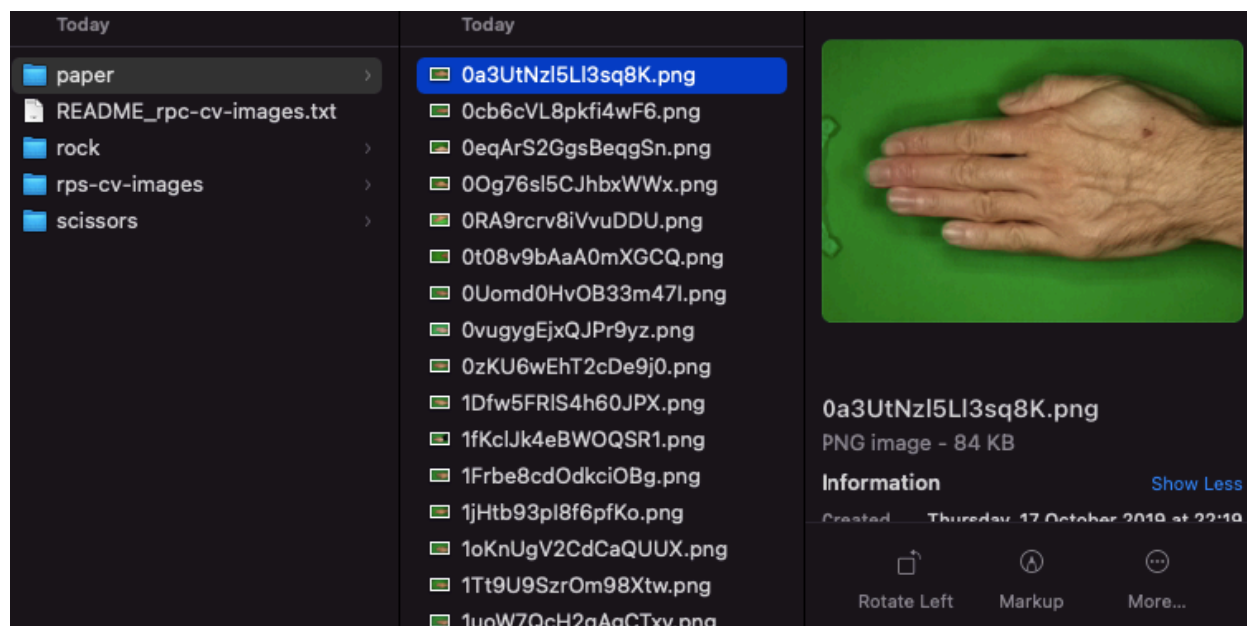 Today
paper
README_rpc-cv-images.txt
rock
rps-cv-images
scissors
Today
0a3UtNzl5Ll3sq8K.png
0cb6cVL8pkfi4wF6.png
0eqArS2GgsBeqgSn.png
0Og76sl5CJhbxWWx.png
0RA9rcrv8iVvuDDU.png
0t08v9bAaA0mXGCQ.png
0Uomd0HvOB33m47I.png
0vugygEjxQJPr9yz.png
0zKU6wEhT2cDe9j0.png
1Dfw5FRlS4h60JPX.png
1fKclJk4eBWOQSR1.png
1Frbe8cdOdkciOBg.png
1jHtb93pI8f6pfKo.png
1oKnUgV2CdCaQUUX.png
1Tt9U9SzrOm98Xtw.png
0a3UtNzl5Ll3sq8K.png
PNG image - 84 KB
Information Show Less
Created Thursday, 17 October 2019 at 22:19
Rotate Left Markup More...